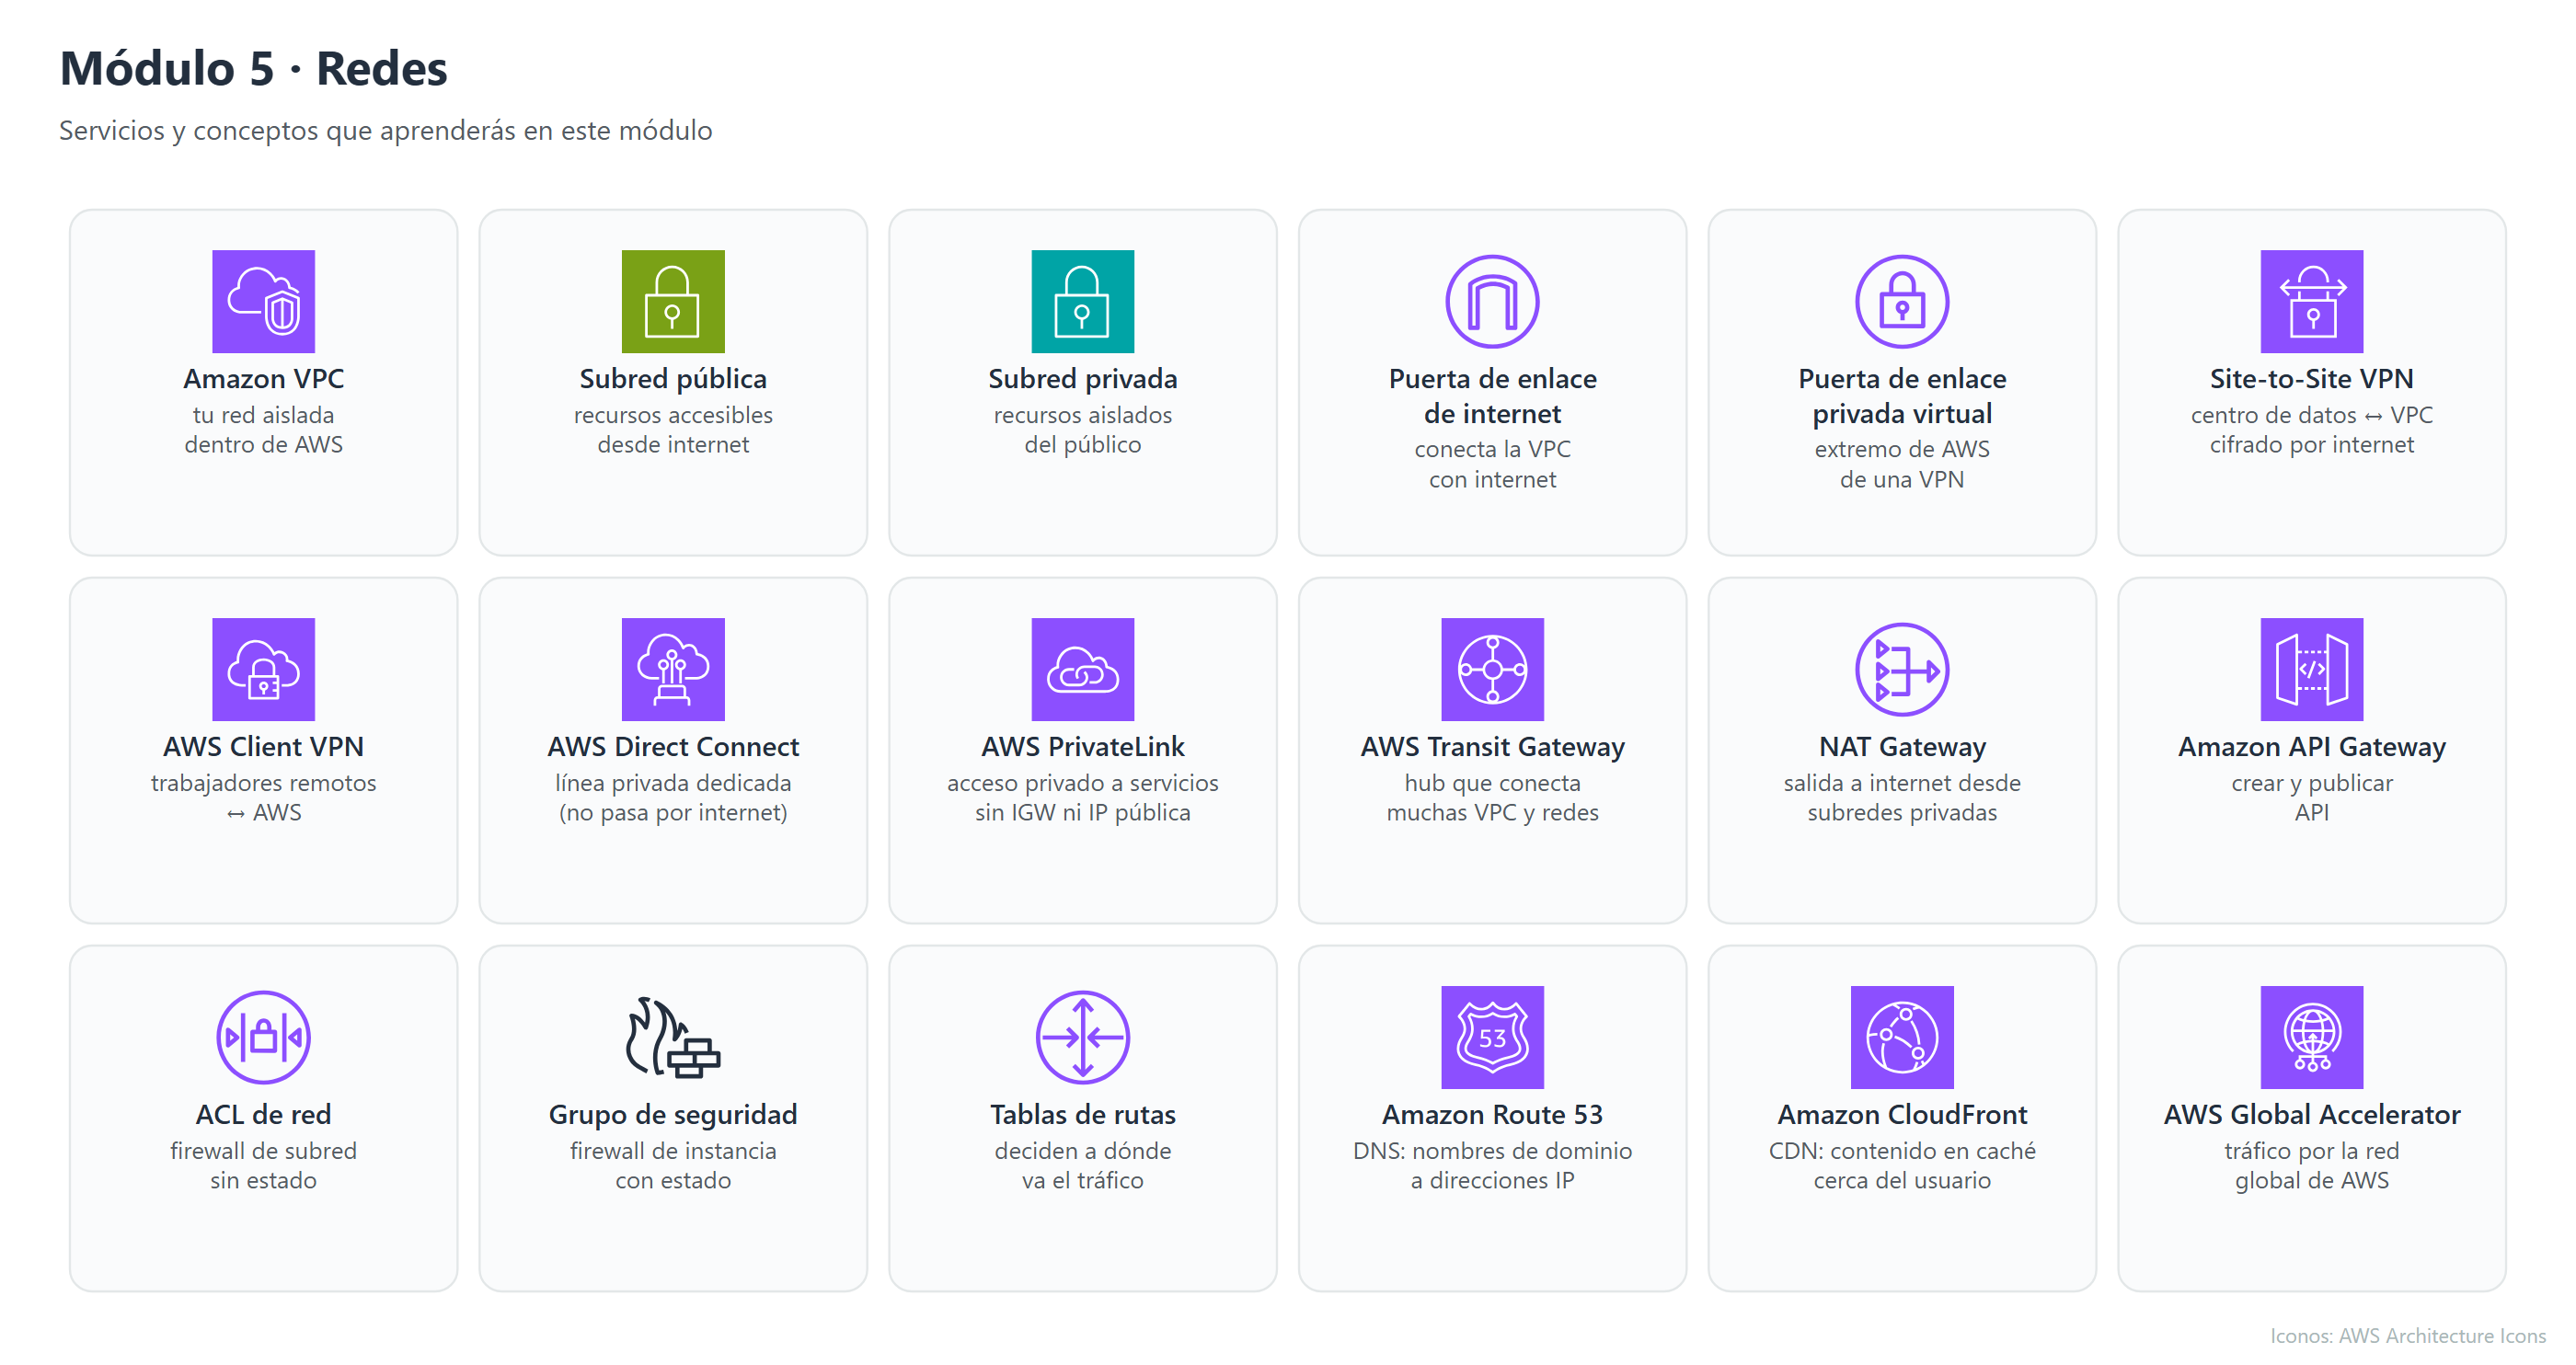 Módulo 5 · Redes
Servicios y conceptos que aprenderás en este módulo
Amazon VPC
tu red aislada
dentro de AWS
Subred pública
recursos accesibles
desde internet
Subred privada
recursos aislados
del público
Puerta de enlace
de internet
conecta la VPC
con internet
Puerta de enlace
privada virtual
extremo de AWS
de una VPN
Site-to-Site VPN
centro de datos ↔ VPC
cifrado por internet
AWS Client VPN
trabajadores remotos
↔ AWS
AWS Direct Connect
línea privada dedicada
(no pasa por internet)
AWS PrivateLink
acceso privado a servicios
sin IGW ni IP pública
AWS Transit Gateway
hub que conecta
muchas VPC y redes
NAT Gateway
salida a internet desde
subredes privadas
Amazon API Gateway
crear y publicar
API
ACL de red
firewall de subred
sin estado
Grupo de seguridad
firewall de instancia
con estado
Tablas de rutas
deciden a dónde
va el tráfico
53
Amazon Route 53
DNS: nombres de dominio
a direcciones IP
Amazon CloudFront
CDN: contenido en caché
cerca del usuario
AWS Global Accelerator
tráfico por la red
global de AWS
Iconos: AWS Architecture Icons